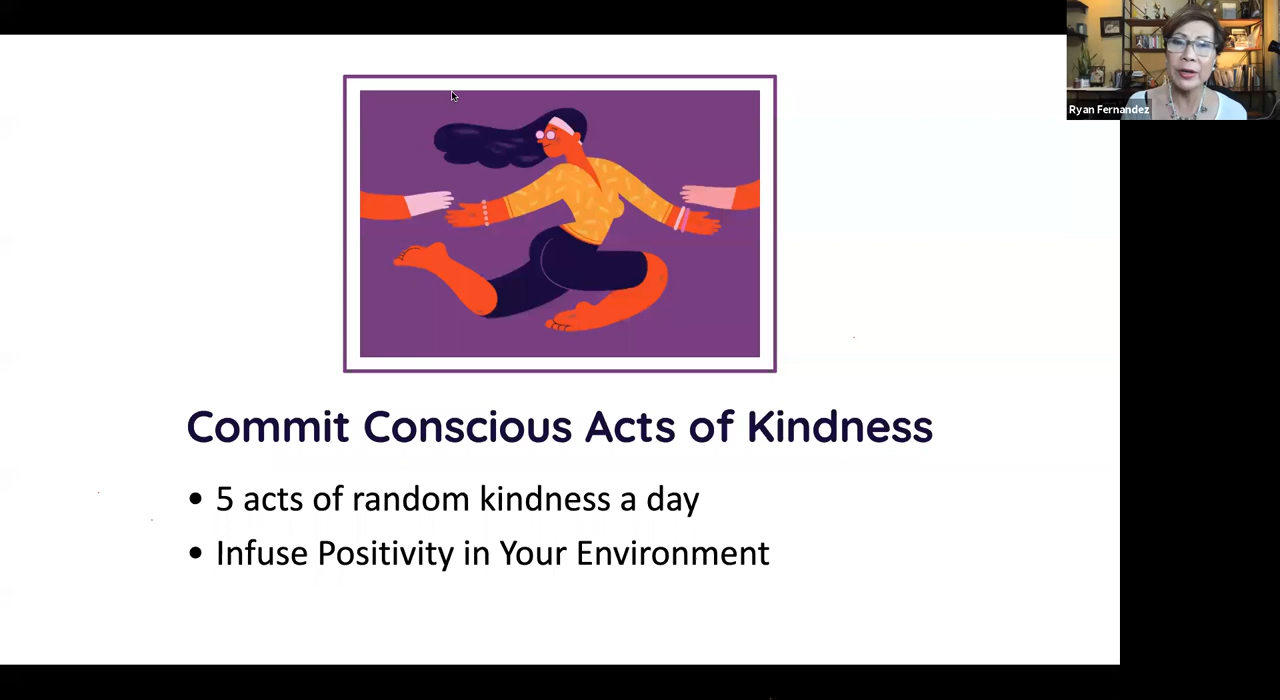 Ryan Fernandez
Commit Conscious Acts of Kindness
• 5 acts of random kindness a day
• Infuse Positivity in Your Environment